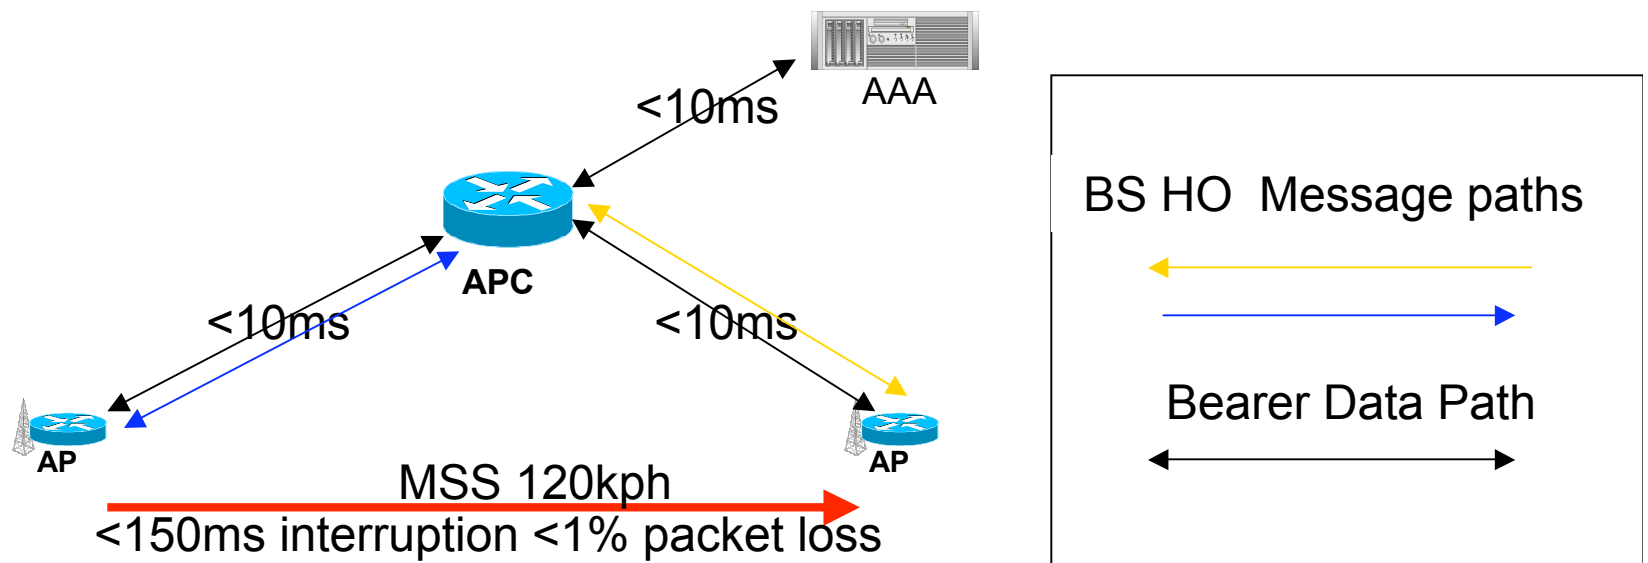 AAA
<10ms
APC
<10ms
<10ms
AP
AP
MSS 120kph
<150ms interruption <1% packet loss
BS HO  Message paths
Bearer Data Path